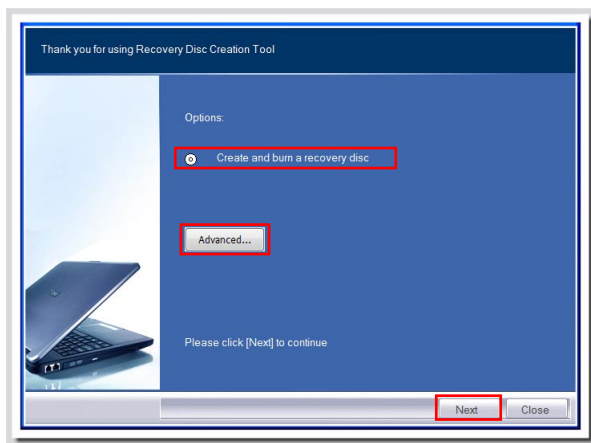 Thank you for using Recovery Disc Creation Tool
Options:
Create and burn a recovery disc
Advanced...
Please click [Next] to continue
Next
Close